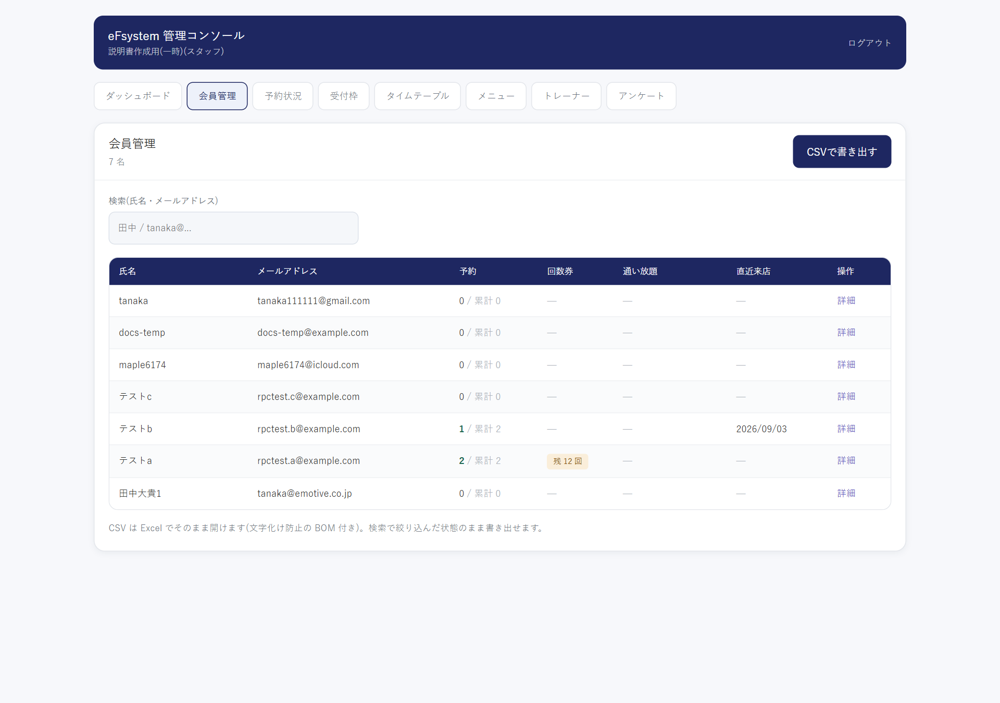 eFsystem 管理コンソール
説明書作成用(一時)(スタッフ)
ログアウト
ダッシュボード 会員管理 予約状況 受付枠 タイムテーブル メニュー トレーナー アンケート
会員管理
7 名
CSVで書き出す
検索(氏名・メールアドレス)
田中 / tanaka@...
氏名 メールアドレス 予約 回数券 通い放題 直近来店 操作
tanaka tanaka111111@gmail.com 0 / 累計 0 — — — 詳細
docs-temp docs-temp@example.com 0 / 累計 0 — — — 詳細
maple6174 maple6174@icloud.com 0 / 累計 0 — — — 詳細
テストc rpctest.c@example.com 0 / 累計 0 — — — 詳細
テストb rpctest.b@example.com 1 / 累計 2 — — 2026/09/03 詳細
テストa rpctest.a@example.com 2 / 累計 2 残 12 回 — — 詳細
田中大貴1 tanaka@emotive.co.jp 0 / 累計 0 — — — 詳細
CSV は Excel でそのまま開けます(文字化け防止の BOM 付き)。検索で絞り込んだ状態のまま書き出せます。